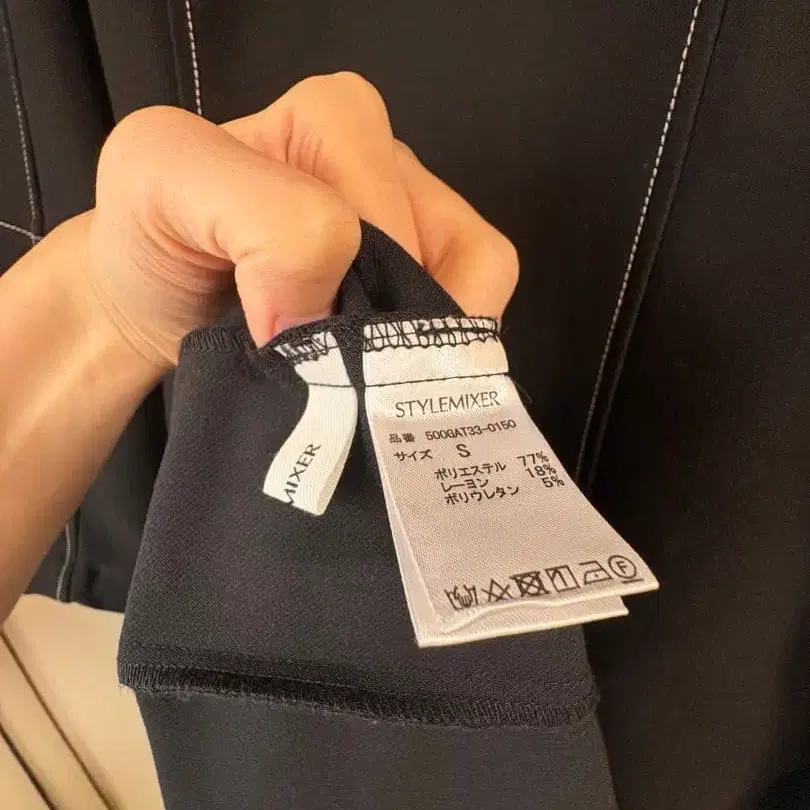 STYLEMIXER
品番 500GAT33-0150
サイズ S
ポリエステル 77%
レーヨン 18%
ポリウレタン 5%
MIXER
F